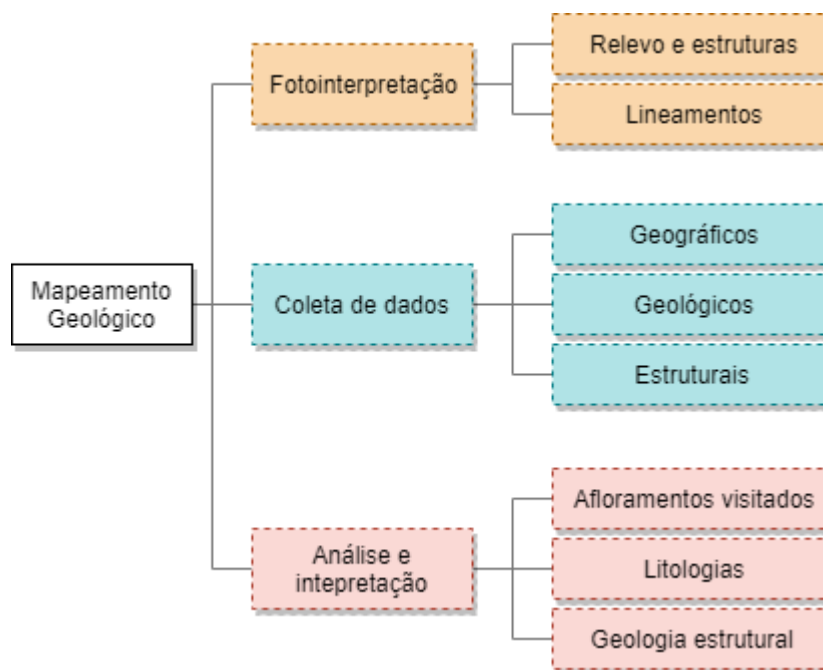 Mapeamento
Geológico
Fotointerpretação
Relevo e estruturas
Lineamentos
Coleta de dados
Geográficos
Geológicos
Estruturais
Análise e
intepretação
Afloramentos visitados
Litologias
Geologia estrutural